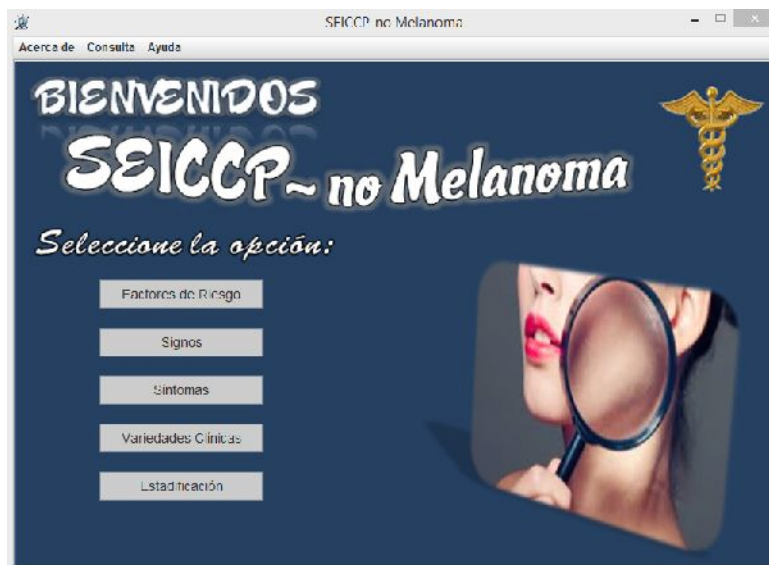 SEICCP-no Melanoma
Acerca de Consulta Ayuda
BIENVENIDOS
SEICCP~ no Melanoma
Seleccione la opción:
Factores de Riesgo
Signos
Síntomas
Variedades Clínicas
Estadificación